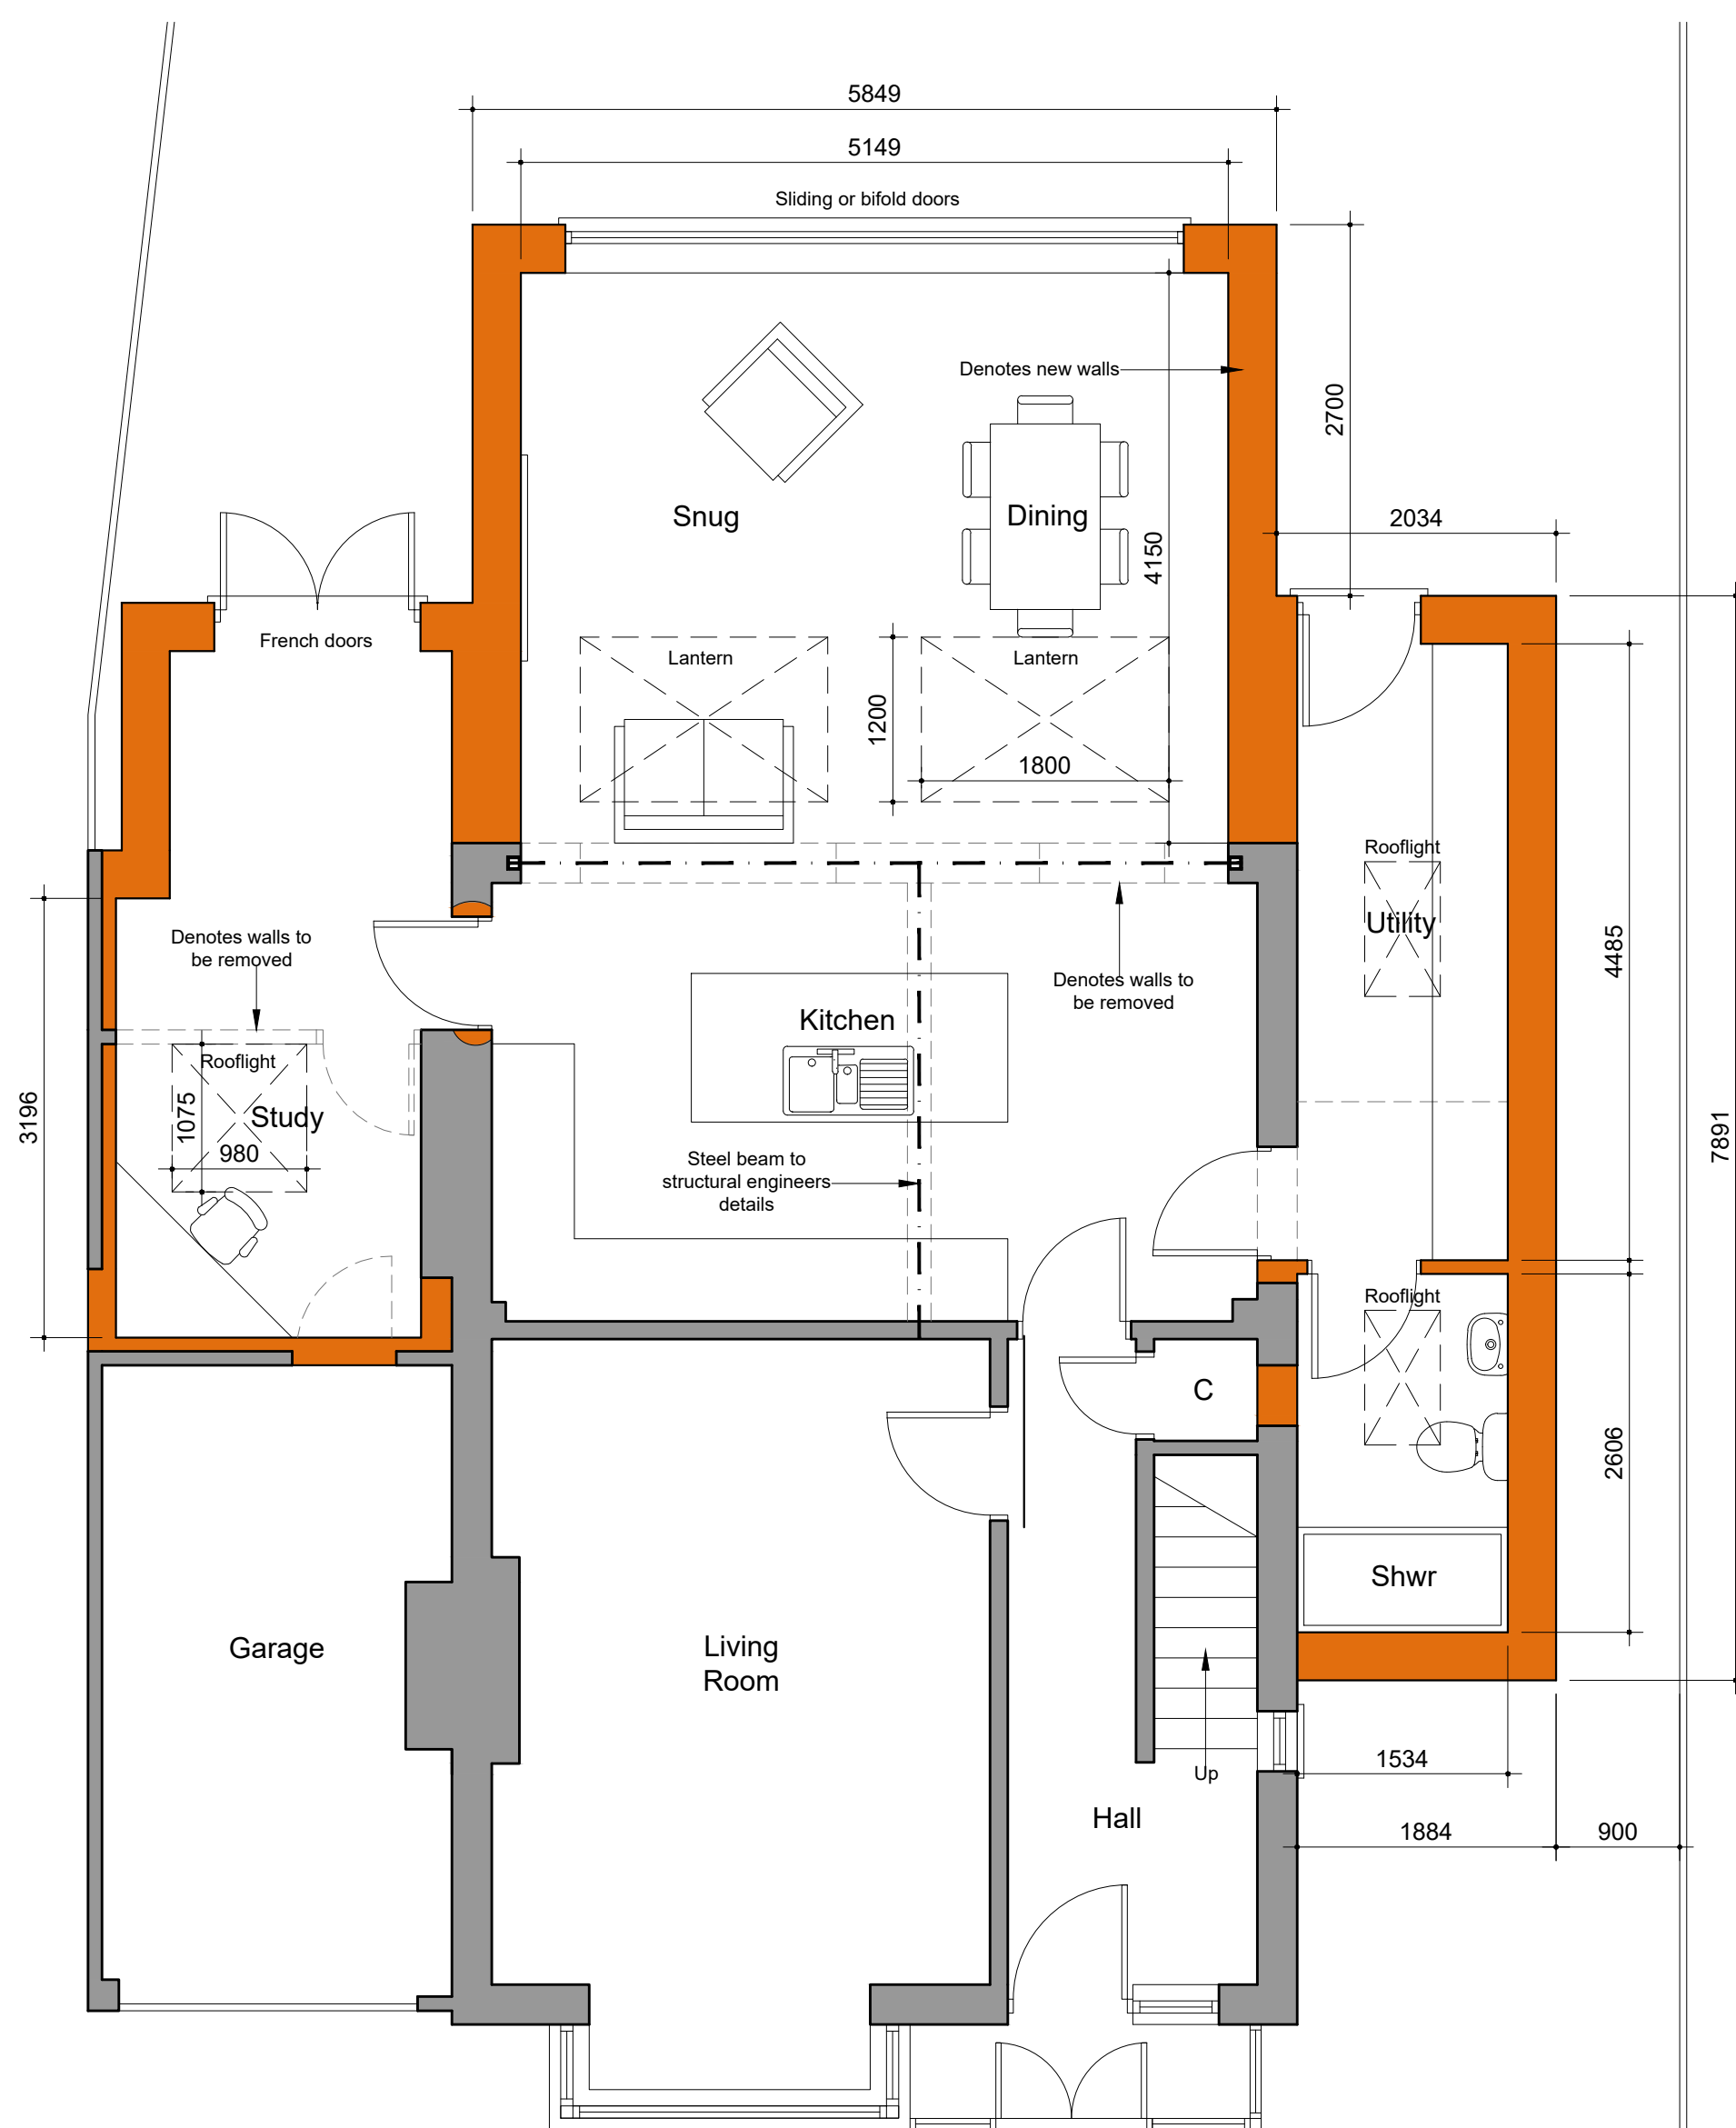 5849
5149
Sliding or bifold doors
Denotes new walls
2700
Snug
Dining
2034
4150
French doors
Lantern
Lantern
1200
1800
Rooflight
Utility
Denotes walls to
be removed
4485
Denotes walls to
be removed
Kitchen
Rooflight
1075
Study
980
3196
7891
Steel beam to
structural engineers
details
Rooflight
C
2606
Shwr
Garage
Living
Room
Up
1534
Hall
1884
900